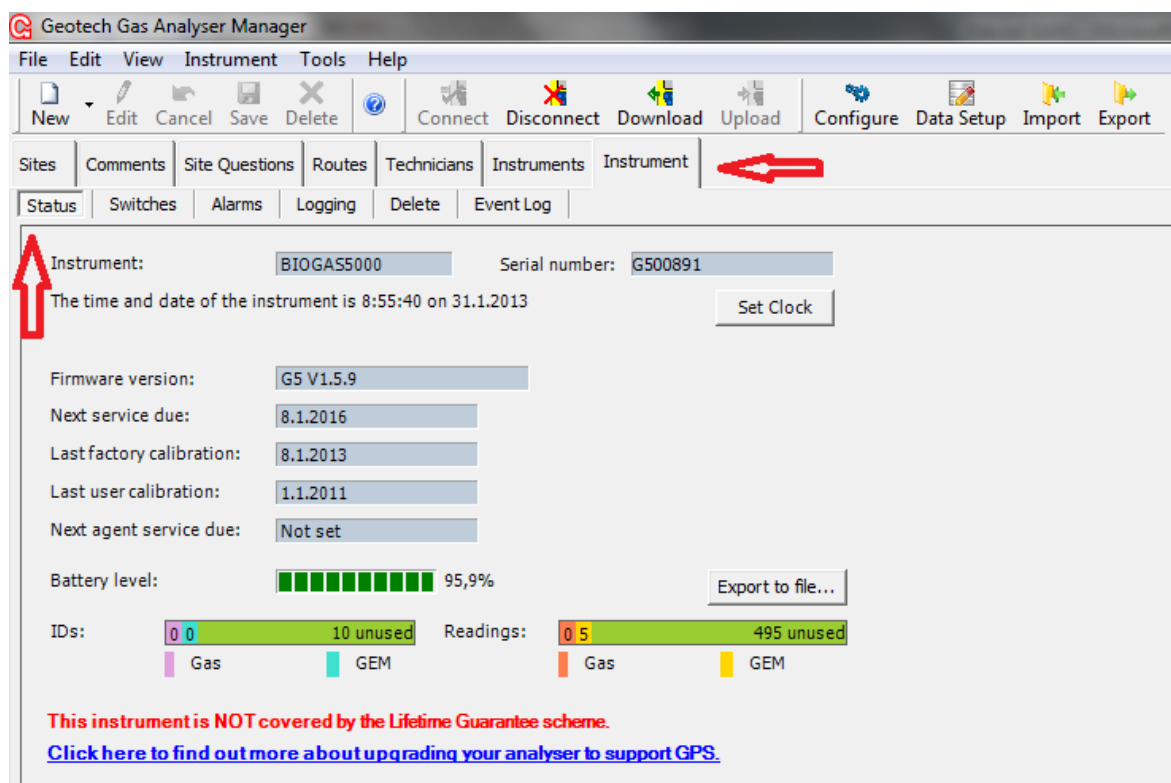 Geotech Gas Analyser Manager
File Edit View Instrument Tools Help
New Edit Cancel Save Delete Connect Disconnect Download Upload Configure Data Setup Import Export
Sites Comments Site Questions Routes Technicians Instruments Instrument
Status Switches Alarms Logging Delete Event Log
Instrument: BIOGAS5000 Serial number: G500891
The time and date of the instrument is 8:55:40 on 31.1.2013 Set Clock
Firmware version: G5 V1.5.9
Next service due: 8.1.2016
Last factory calibration: 8.1.2013
Last user calibration: 1.1.2011
Next agent service due: Not set
Battery level: 95,9% Export to file...
IDs: 0 0 10 unused Readings: 0 5 495 unused
Gas GEM Gas GEM
This instrument is NOT covered by the Lifetime Guarantee scheme.
Click here to find out more about upgrading your analyser to support GPS.